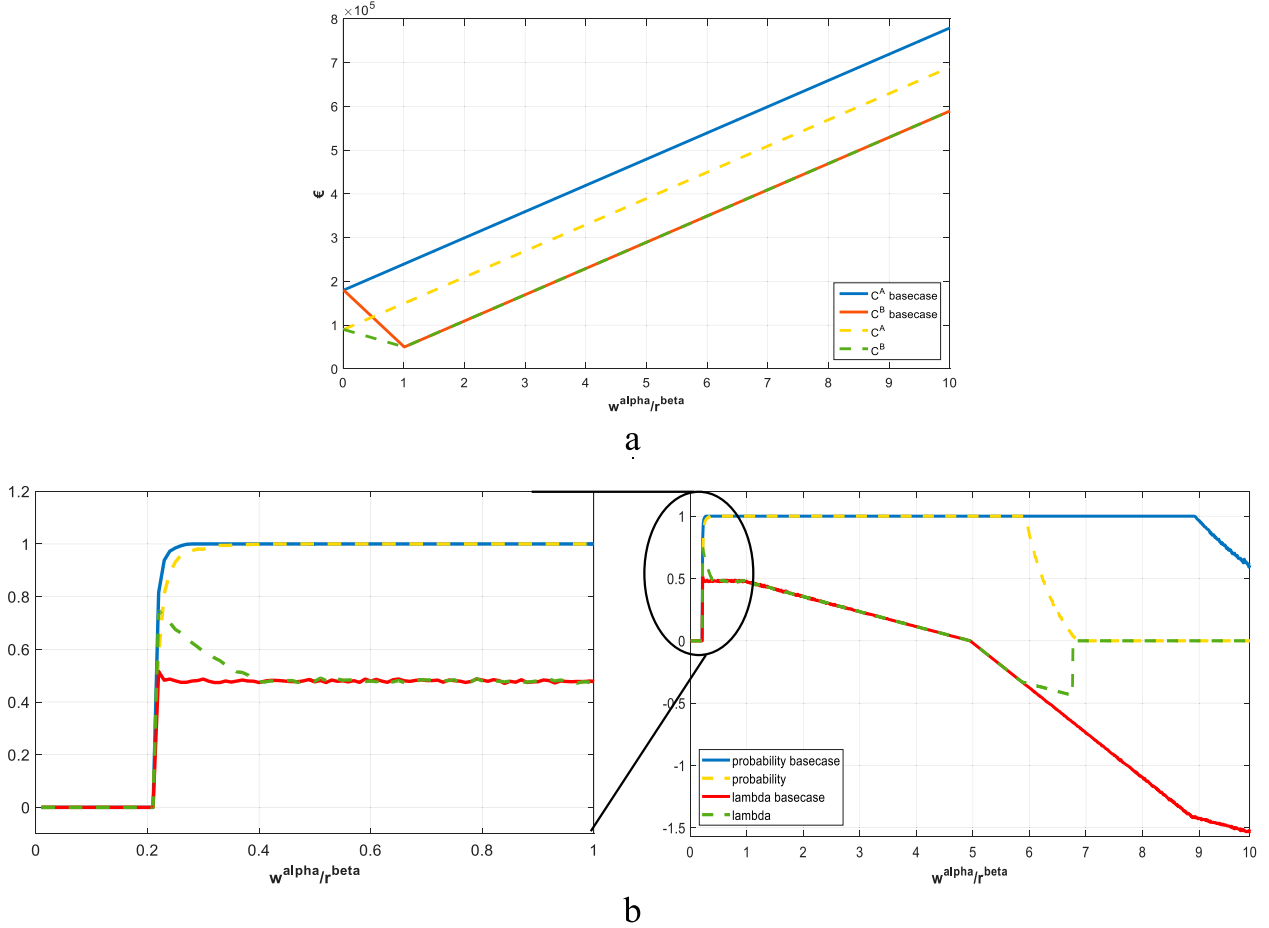 ×10⁵
8
7
6
5
4
3
2
1
0
€
C^A basecase
C^B basecase
C^A
C^B
0 1 2 3 4 5 6 7 8 9 10
w^alpha/r^beta
a
1.2
1
0.8
0.6
0.4
0.2
0
0 0.2 0.4 0.6 0.8 1
w^alpha/r^beta
1
0.5
0
-0.5
-1
-1.5
probability basecase
probability
lambda basecase
lambda
0 1 2 3 4 5 6 7 8 9 10
w^alpha/r^beta
b